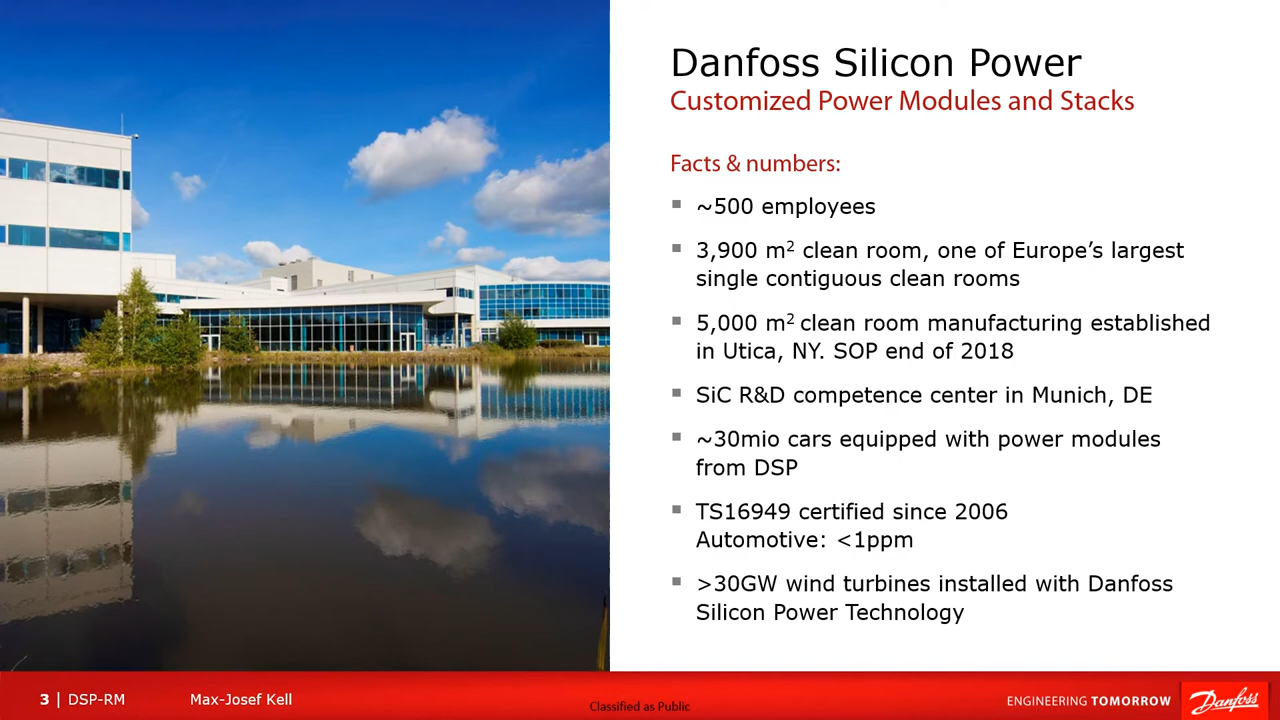 Danfoss Silicon Power
Customized Power Modules and Stacks
Facts & numbers:
▪ ~500 employees
▪ 3,900 m² clean room, one of Europe’s largest
single contiguous clean rooms
▪ 5,000 m² clean room manufacturing established
in Utica, NY. SOP end of 2018
▪ SiC R&D competence center in Munich, DE
▪ ~30mio cars equipped with power modules
from DSP
▪ TS16949 certified since 2006
Automotive: <1ppm
▪ >30GW wind turbines installed with Danfoss
Silicon Power Technology
3 | DSP-RM Max-Josef Kell
Classified as Public
ENGINEERING TOMORROW
Danfoss